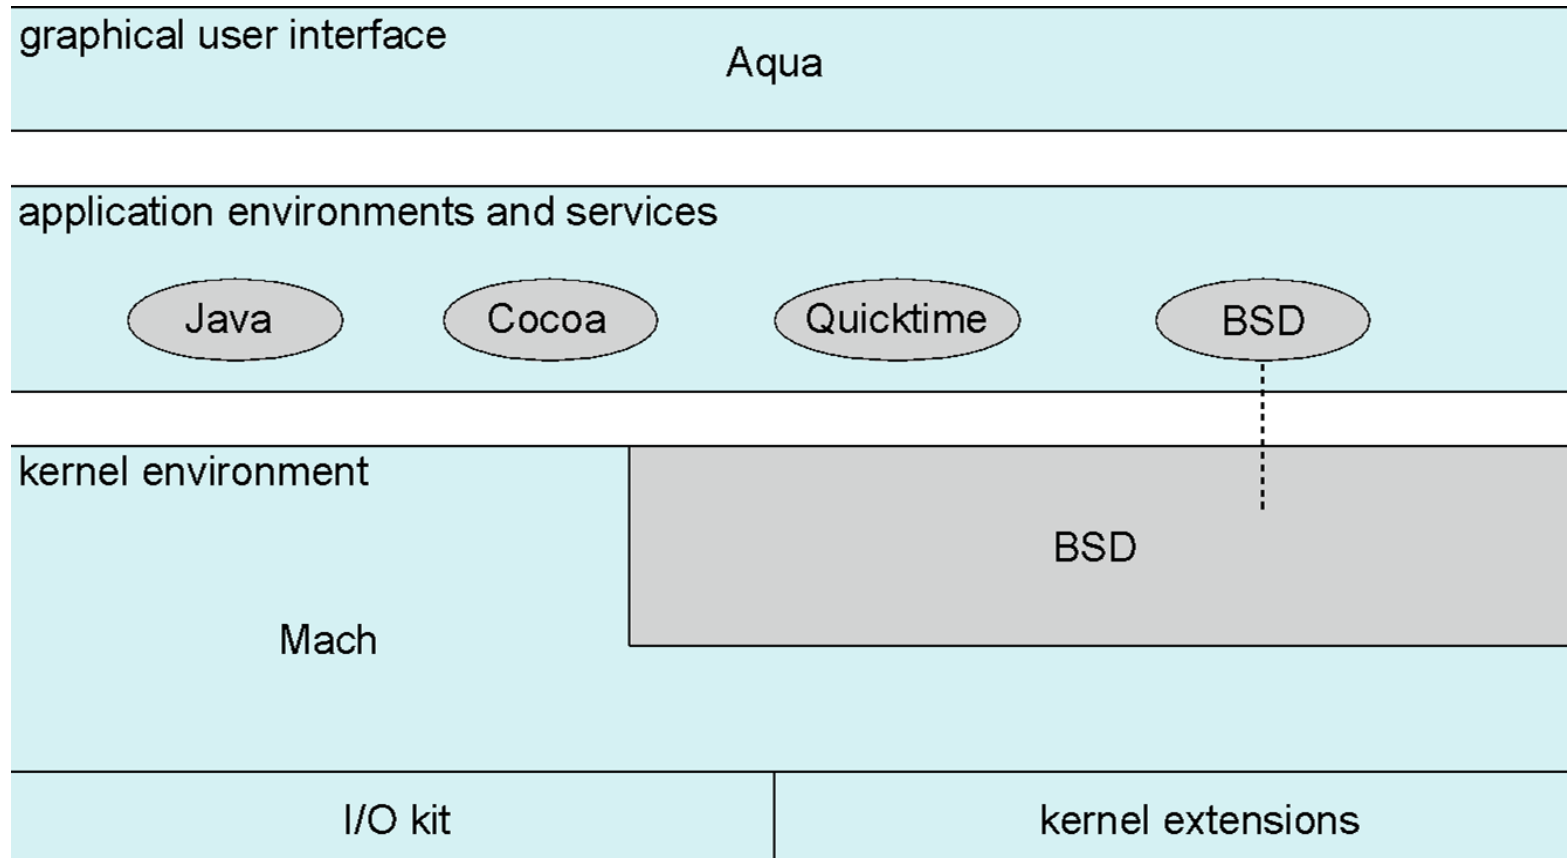 graphical user interface
Aqua
application environments and services
Java
Cocoa
Quicktime
BSD
kernel environment
BSD
Mach
I/O kit
kernel extensions